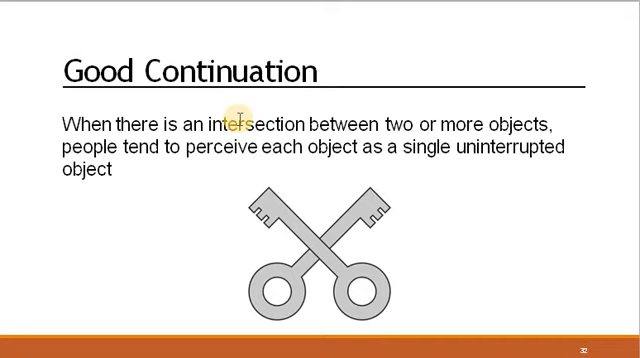 Good Continuation
When there is an intersection between two or more objects,
people tend to perceive each object as a single uninterrupted
object
32